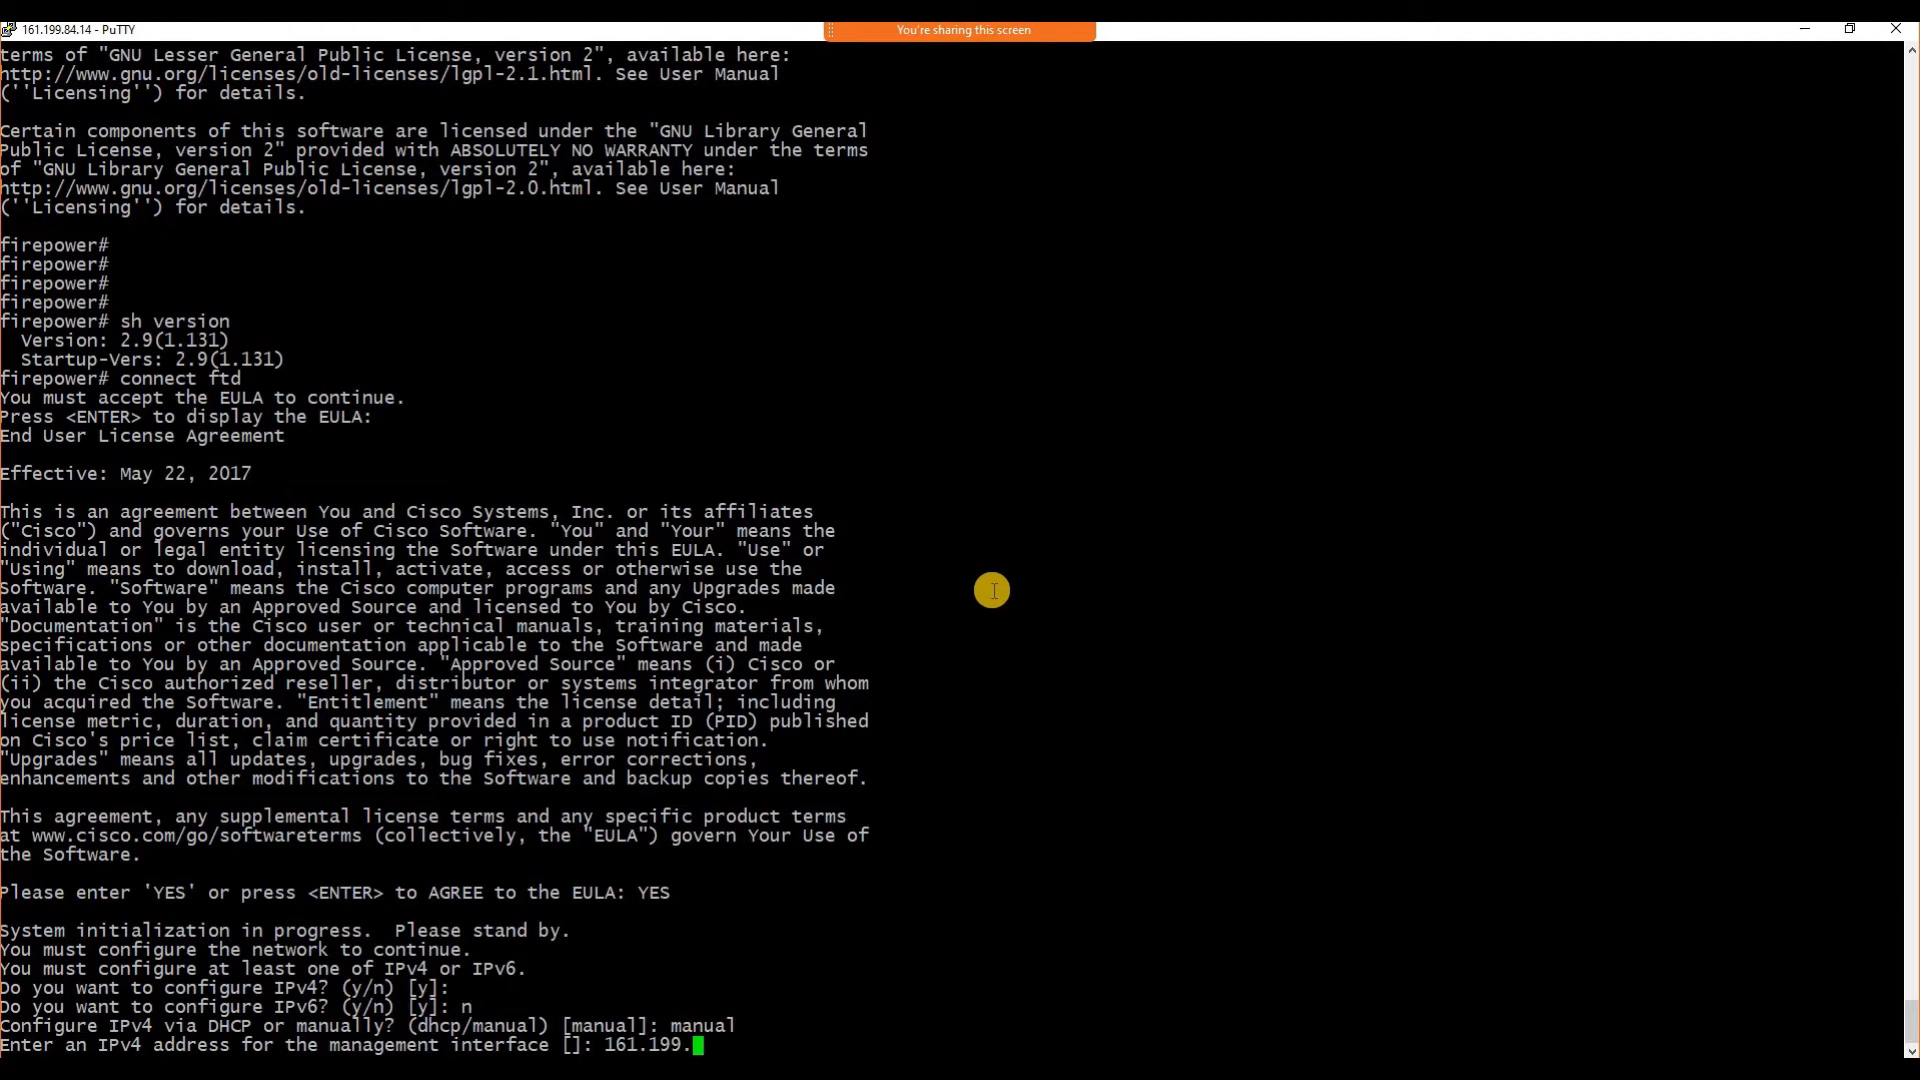 161.199.84.14 - PuTTY
You're sharing this screen
terms of "GNU Lesser General Public License, version 2", available here:
http://www.gnu.org/licenses/old-licenses/lgpl-2.1.html. See User Manual
(''Licensing'') for details.
Certain components of this software are licensed under the "GNU Library General
Public License, version 2" provided with ABSOLUTELY NO WARRANTY under the terms
of "GNU Library General Public License, version 2", available here:
http://www.gnu.org/licenses/old-licenses/lgpl-2.0.html. See User Manual
(''Licensing'') for details.
firepower#
firepower#
firepower#
firepower#
firepower# sh version
Version: 2.9(1.131)
Startup-Vers: 2.9(1.131)
firepower# connect ftd
You must accept the EULA to continue.
Press <ENTER> to display the EULA:
End User License Agreement
Effective: May 22, 2017
This is an agreement between You and Cisco Systems, Inc. or its affiliates
("Cisco") and governs your Use of Cisco Software. "You" and "Your" means the
individual or legal entity licensing the Software under this EULA. "Use" or
"Using" means to download, install, activate, access or otherwise use the
Software. "Software" means the Cisco computer programs and any Upgrades made
available to You by an Approved Source and licensed to You by Cisco.
"Documentation" is the Cisco user or technical manuals, training materials,
specifications or other documentation applicable to the Software and made
available to You by an Approved Source. "Approved Source" means (i) Cisco or
(ii) the Cisco authorized reseller, distributor or systems integrator from whom
you acquired the Software. "Entitlement" means the license detail; including
license metric, duration, and quantity provided in a product ID (PID) published
on Cisco's price list, claim certificate or right to use notification.
"Upgrades" means all updates, upgrades, bug fixes, error corrections,
enhancements and other modifications to the Software and backup copies thereof.
This agreement, any supplemental license terms and any specific product terms
at www.cisco.com/go/softwareterms (collectively, the "EULA") govern Your Use of
the Software.
Please enter 'YES' or press <ENTER> to AGREE to the EULA: YES
System initialization in progress.  Please stand by.
You must configure the network to continue.
You must configure at least one of IPv4 or IPv6.
Do you want to configure IPv4? (y/n) [y]:
Do you want to configure IPv6? (y/n) [y]: n
Configure IPv4 via DHCP or manually? (dhcp/manual) [manual]: manual
Enter an IPv4 address for the management interface []: 161.199.